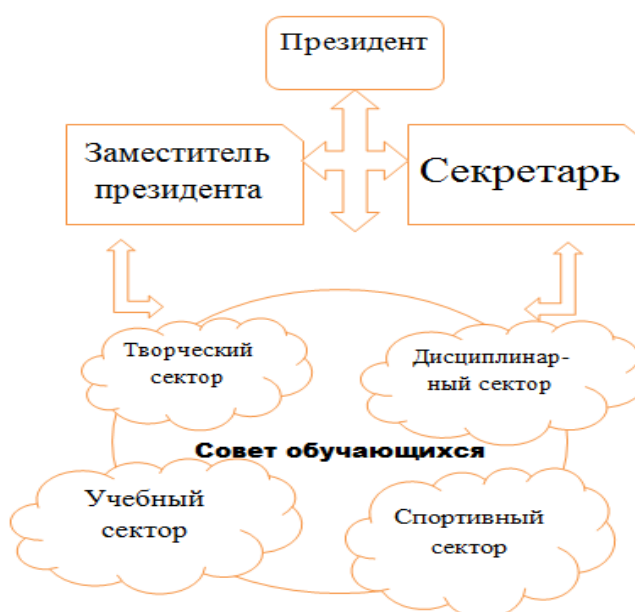 Президент
Заместитель
президента
Секретарь
Творческий
сектор
Дисциплинар-
ный сектор
Совет обучающихся
Учебный
сектор
Спортивный
сектор